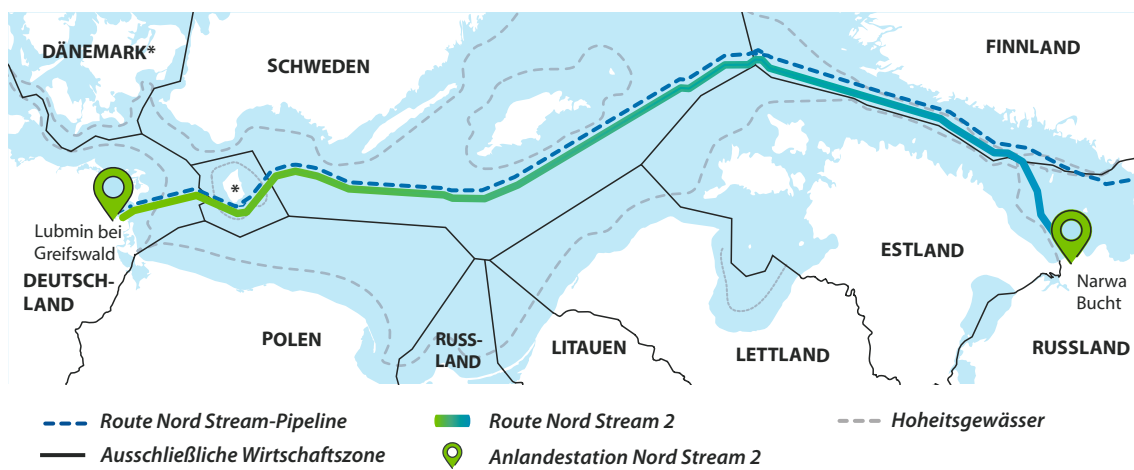 DÄNEMARK*
SCHWEDEN
FINNLAND
*
Lubmin bei
Greifswald
DEUTSCH-
LAND
POLEN
RUSS-
LAND
LITAUEN
LETTLAND
ESTLAND
Narwa
Bucht
RUSSLAND
Route Nord Stream-Pipeline
Route Nord Stream 2
Hoheitsgewässer
Ausschließliche Wirtschaftszone
Anlandestation Nord Stream 2